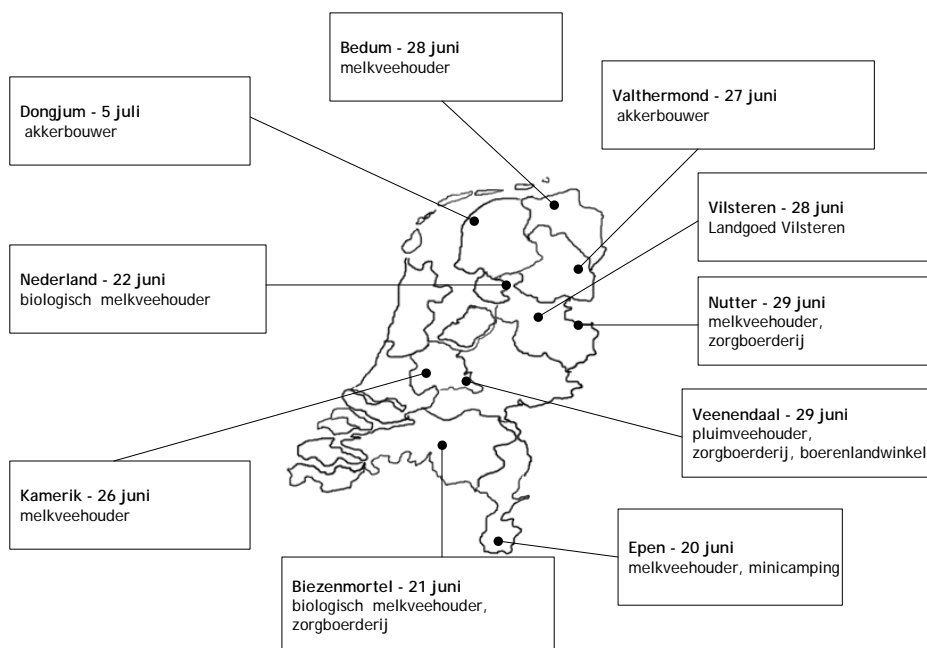 Bedum - 28 juni
melkveehouder
Dongjum - 5 juli
akkerbouwer
Valthermond - 27 juni
akkerbouwer
Vilsteren - 28 juni
Landgoed Vilsteren
Nederland - 22 juni
biologisch melkveehouder
Nutter - 29 juni
melkveehouder,
zorgboerderij
Veenendaal - 29 juni
pluimveehouder,
zorgboerderij, boerenlandwinkel
Kamerik - 26 juni
melkveehouder
Epen - 20 juni
melkveehouder, minicamping
Biezenmortel - 21 juni
biologisch melkveehouder,
zorgboerderij